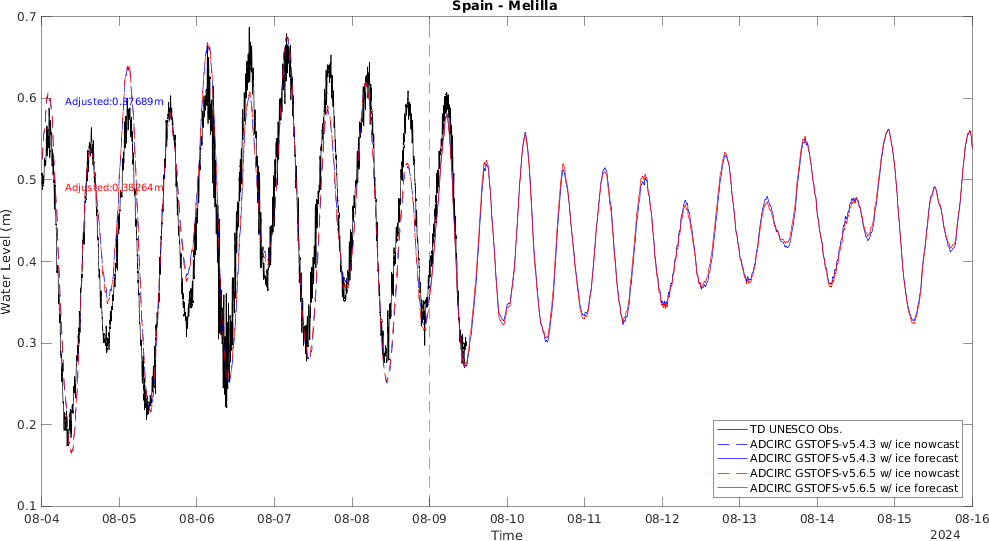 Spain - Melilla
0.7
0.6
0.5
0.4
0.3
0.2
0.1
Water Level (m)
Adjusted:0.37689m
Adjusted:0.38264m
TD UNESCO Obs.
ADCIRC GSTOFS-v5.4.3 w/ ice nowcast
ADCIRC GSTOFS-v5.4.3 w/ ice forecast
ADCIRC GSTOFS-v5.6.5 w/ ice nowcast
ADCIRC GSTOFS-v5.6.5 w/ ice forecast
08-04 08-05 08-06 08-07 08-08 08-09 08-10 08-11 08-12 08-13 08-14 08-15 08-16
Time
2024